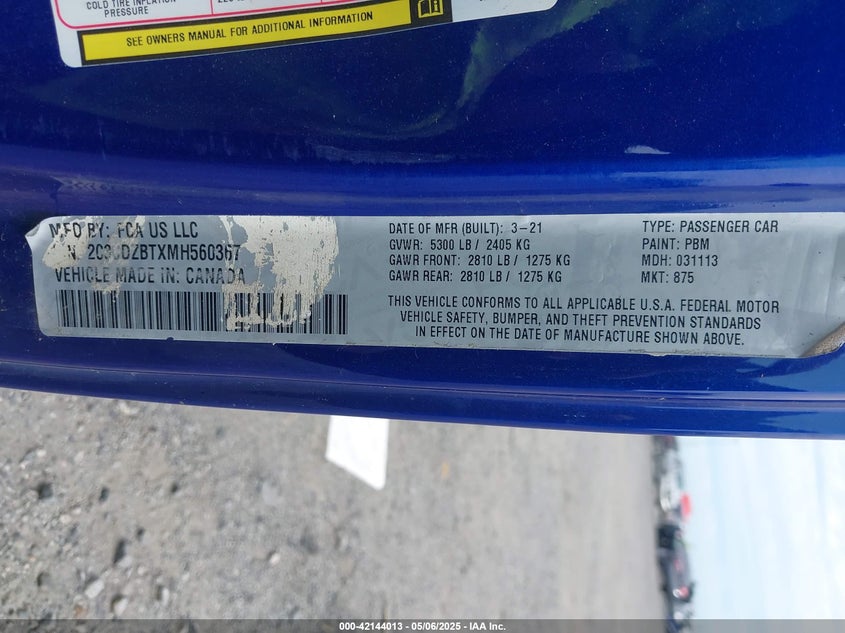 COLD TIRE INFLATION
PRESSURE
SEE OWNERS MANUAL FOR ADDITIONAL INFORMATION
MFD BY: FCA US LLC
VEHICLE MADE IN: CANADA
DATE OF MFR (BUILT): 3-21
GVWR: 5300 LB / 2405 KG
GAWR FRONT: 2810 LB / 1275 KG
GAWR REAR: 2810 LB / 1275 KG
TYPE: PASSENGER CAR
PAINT: PBM
MDH: 031113
MKT: 875
THIS VEHICLE CONFORMS TO ALL APPLICABLE U.S.A. FEDERAL MOTOR
VEHICLE SAFETY, BUMPER, AND THEFT PREVENTION STANDARDS
IN EFFECT ON THE DATE OF MANUFACTURE SHOWN ABOVE.
000-42144013 - 05/06/2025 - IAA Inc.